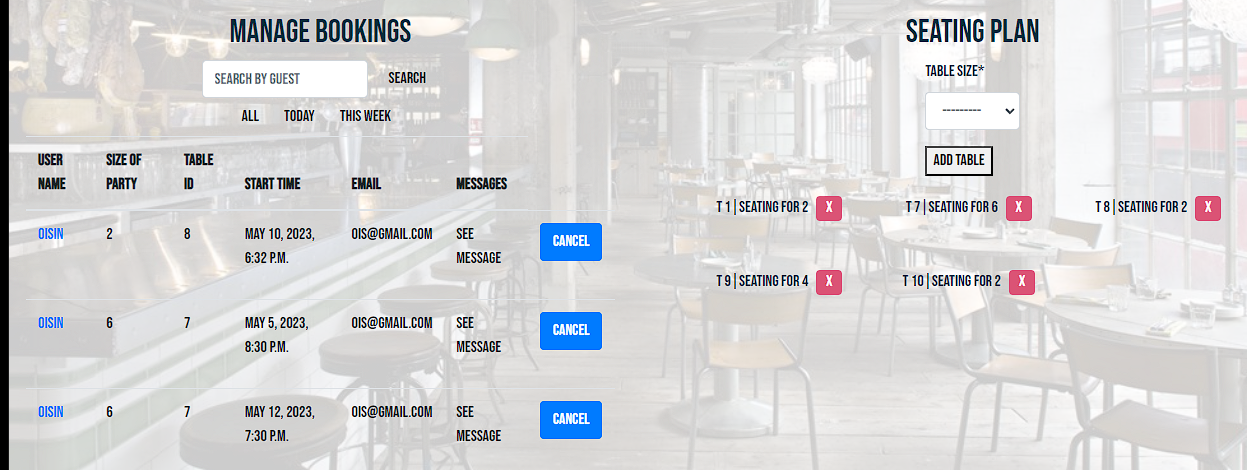 MANAGE BOOKINGS
SEARCH BY GUEST SEARCH
ALL TODAY THIS WEEK
USER NAME SIZE OF PARTY TABLE ID START TIME EMAIL MESSAGES
OISIN 2 8 MAY 10, 2023, 6:32 P.M. OIS@GMAIL.COM SEE MESSAGE CANCEL
OISIN 6 7 MAY 5, 2023, 8:30 P.M. OIS@GMAIL.COM SEE MESSAGE CANCEL
OISIN 6 7 MAY 12, 2023, 7:30 P.M. OIS@GMAIL.COM SEE MESSAGE CANCEL
SEATING PLAN
TABLE SIZE*
---------
ADD TABLE
T 1 | SEATING FOR 2 X T 7 | SEATING FOR 6 X T 8 | SEATING FOR 2 X
T 9 | SEATING FOR 4 X T 10 | SEATING FOR 2 X